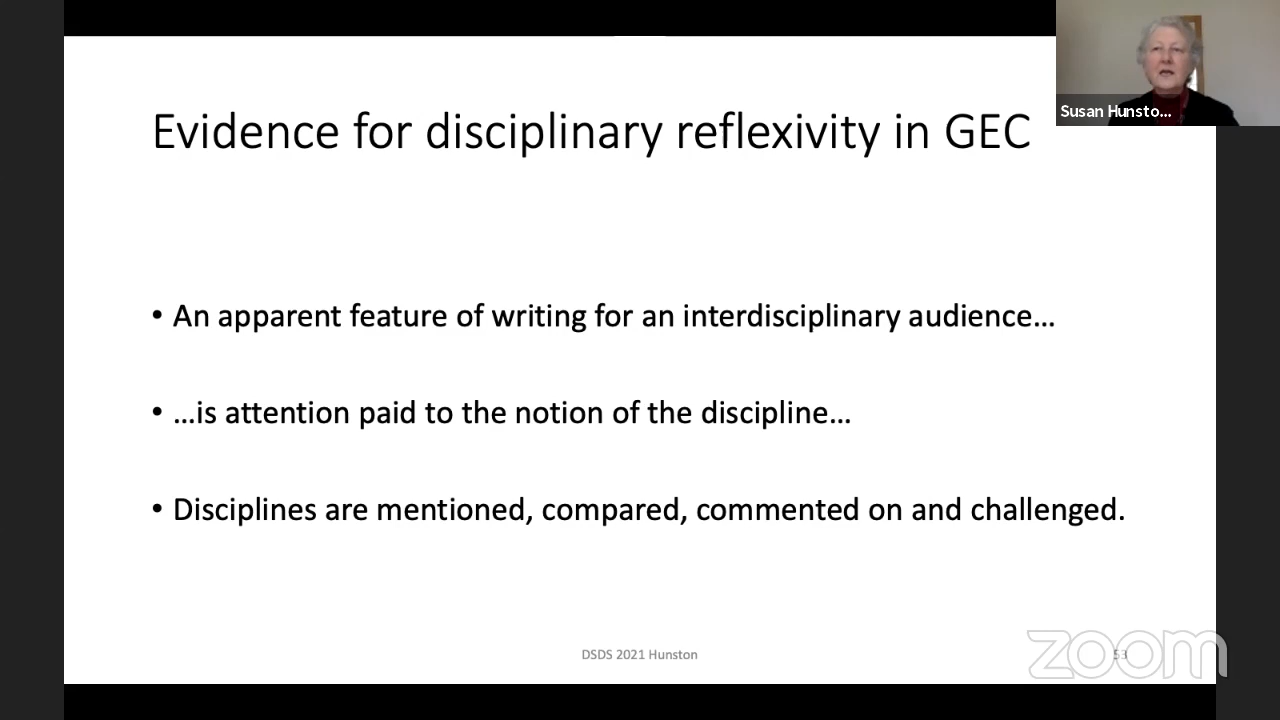 Evidence for disciplinary reflexivity in GEC
Susan Hunsto...
• An apparent feature of writing for an interdisciplinary audience…
• …is attention paid to the notion of the discipline…
• Disciplines are mentioned, compared, commented on and challenged.
DSDS 2021 Hunston
53
zoom